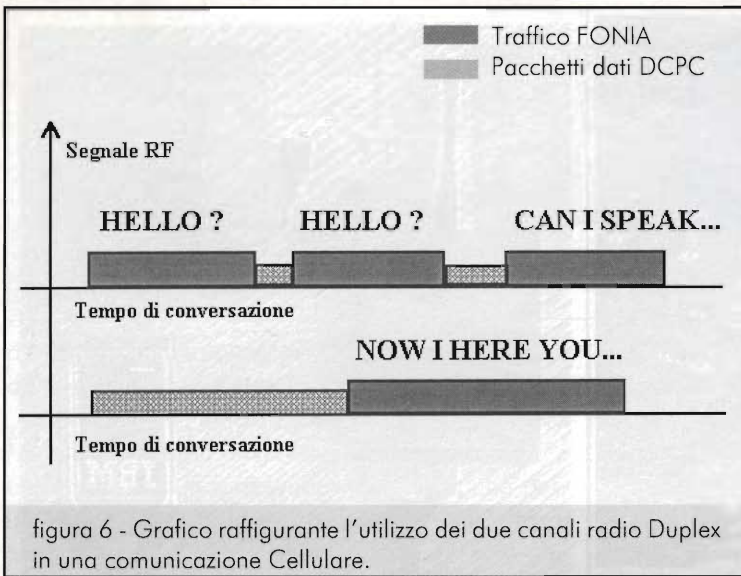 Traffico FONIA
Pacchetti dati DCPC
Segnale RF
HELLO ? HELLO ? CAN I SPEAK...
Tempo di conversazione
NOW I HERE YOU...
Tempo di conversazione
figura 6 - Grafico raffigurante l'utilizzo dei due canali radio Duplex
in una comunicazione Cellulare.